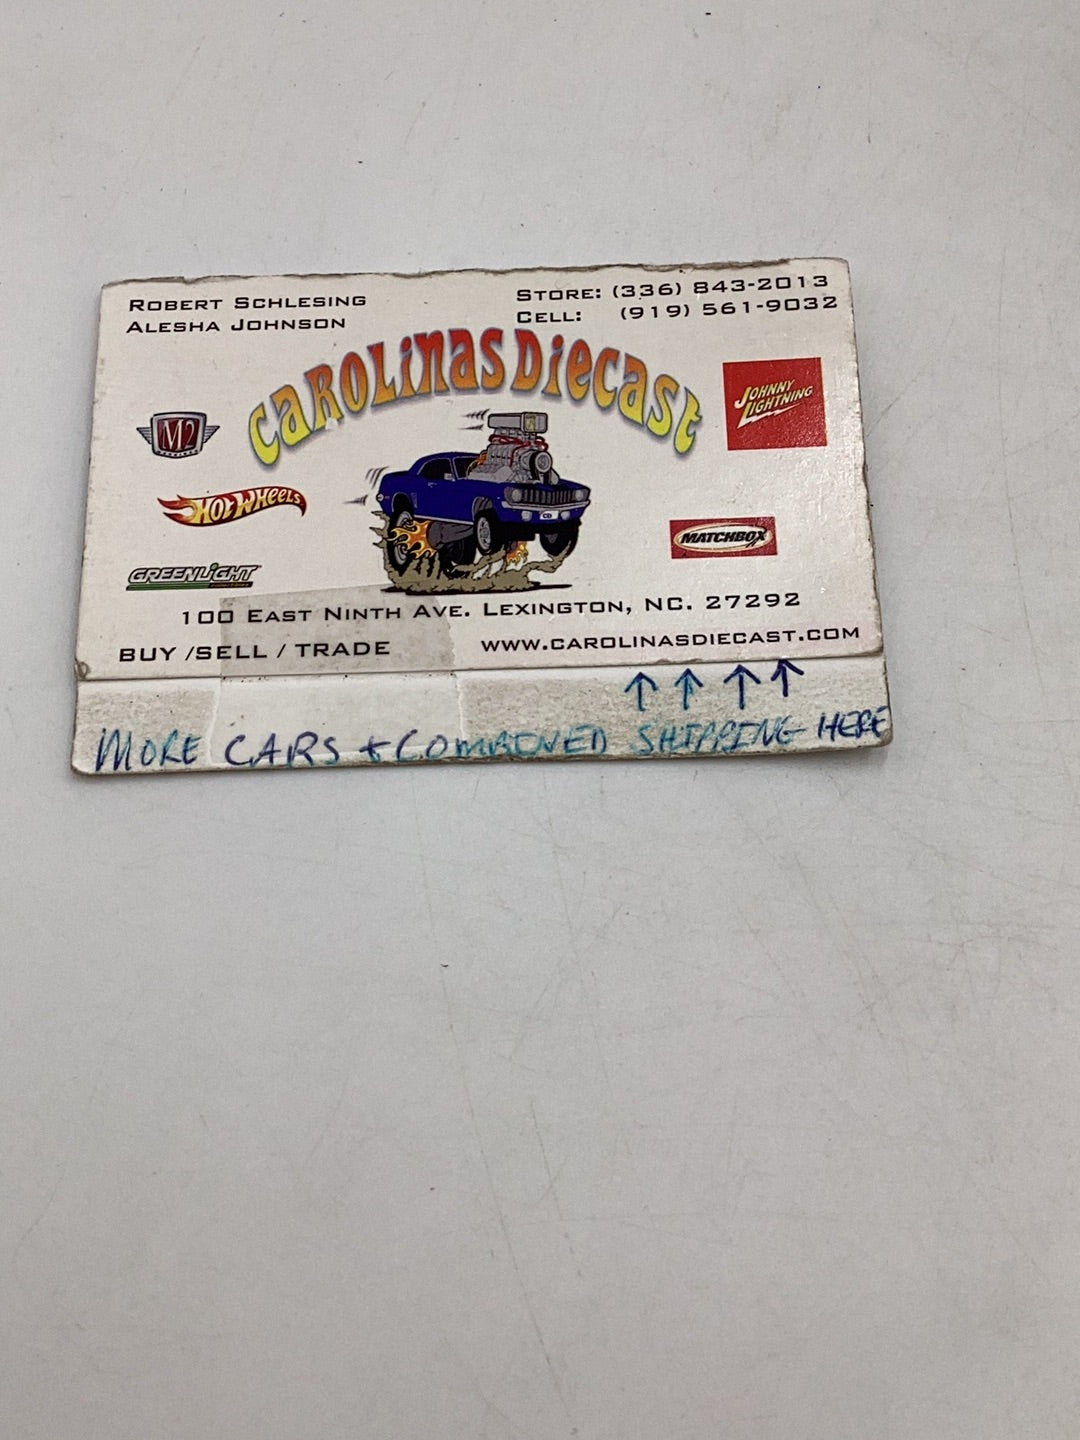 ROBERT SCHLESING
ALESHA JOHNSON
STORE: (336) 843-2013
CELL: (919) 561-9032
CAROLINAS DIECAST
M2
JOHNNY LIGHTNING
HOT WHEELS
MATCHBOX
GREENLIGHT
100 EAST NINTH AVE. LEXINGTON, NC. 27292
BUY /SELL / TRADE
WWW.CAROLINASDIECAST.COM
MORE CARS + COMBINED SHIPPING HERE